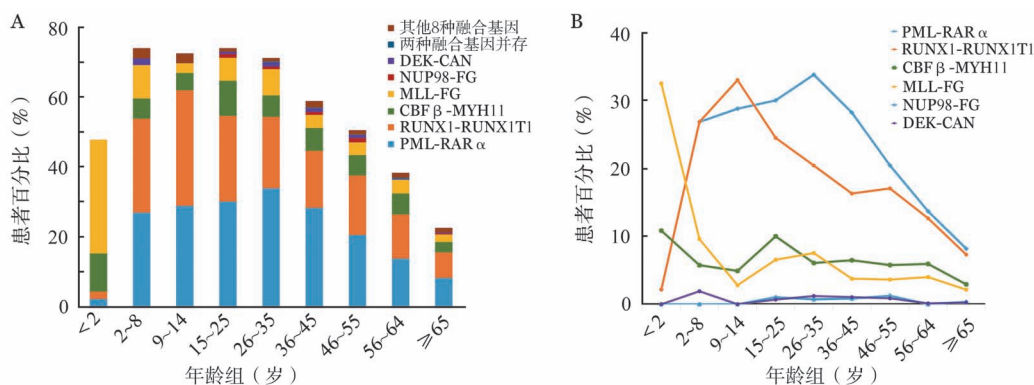 A
80
60
40
20
0
患者百分比（%）
其他8种融合基因
两种融合基因并存
DEK-CAN
NUP98-FG
MLL-FG
CBFβ-MYH11
RUNX1-RUNX1T1
PML-RARα
<2
2~8
9~14
15~25
26~35
36~45
46~55
56~64
≥65
年龄组（岁）
B
40
30
20
10
0
患者百分比（%）
PML-RARα
RUNX1-RUNX1T1
CBFβ-MYH11
MLL-FG
NUP98-FG
DEK-CAN
<2
2~8
9~14
15~25
26~35
36~45
46~55
56~64
≥65
年龄组（岁）